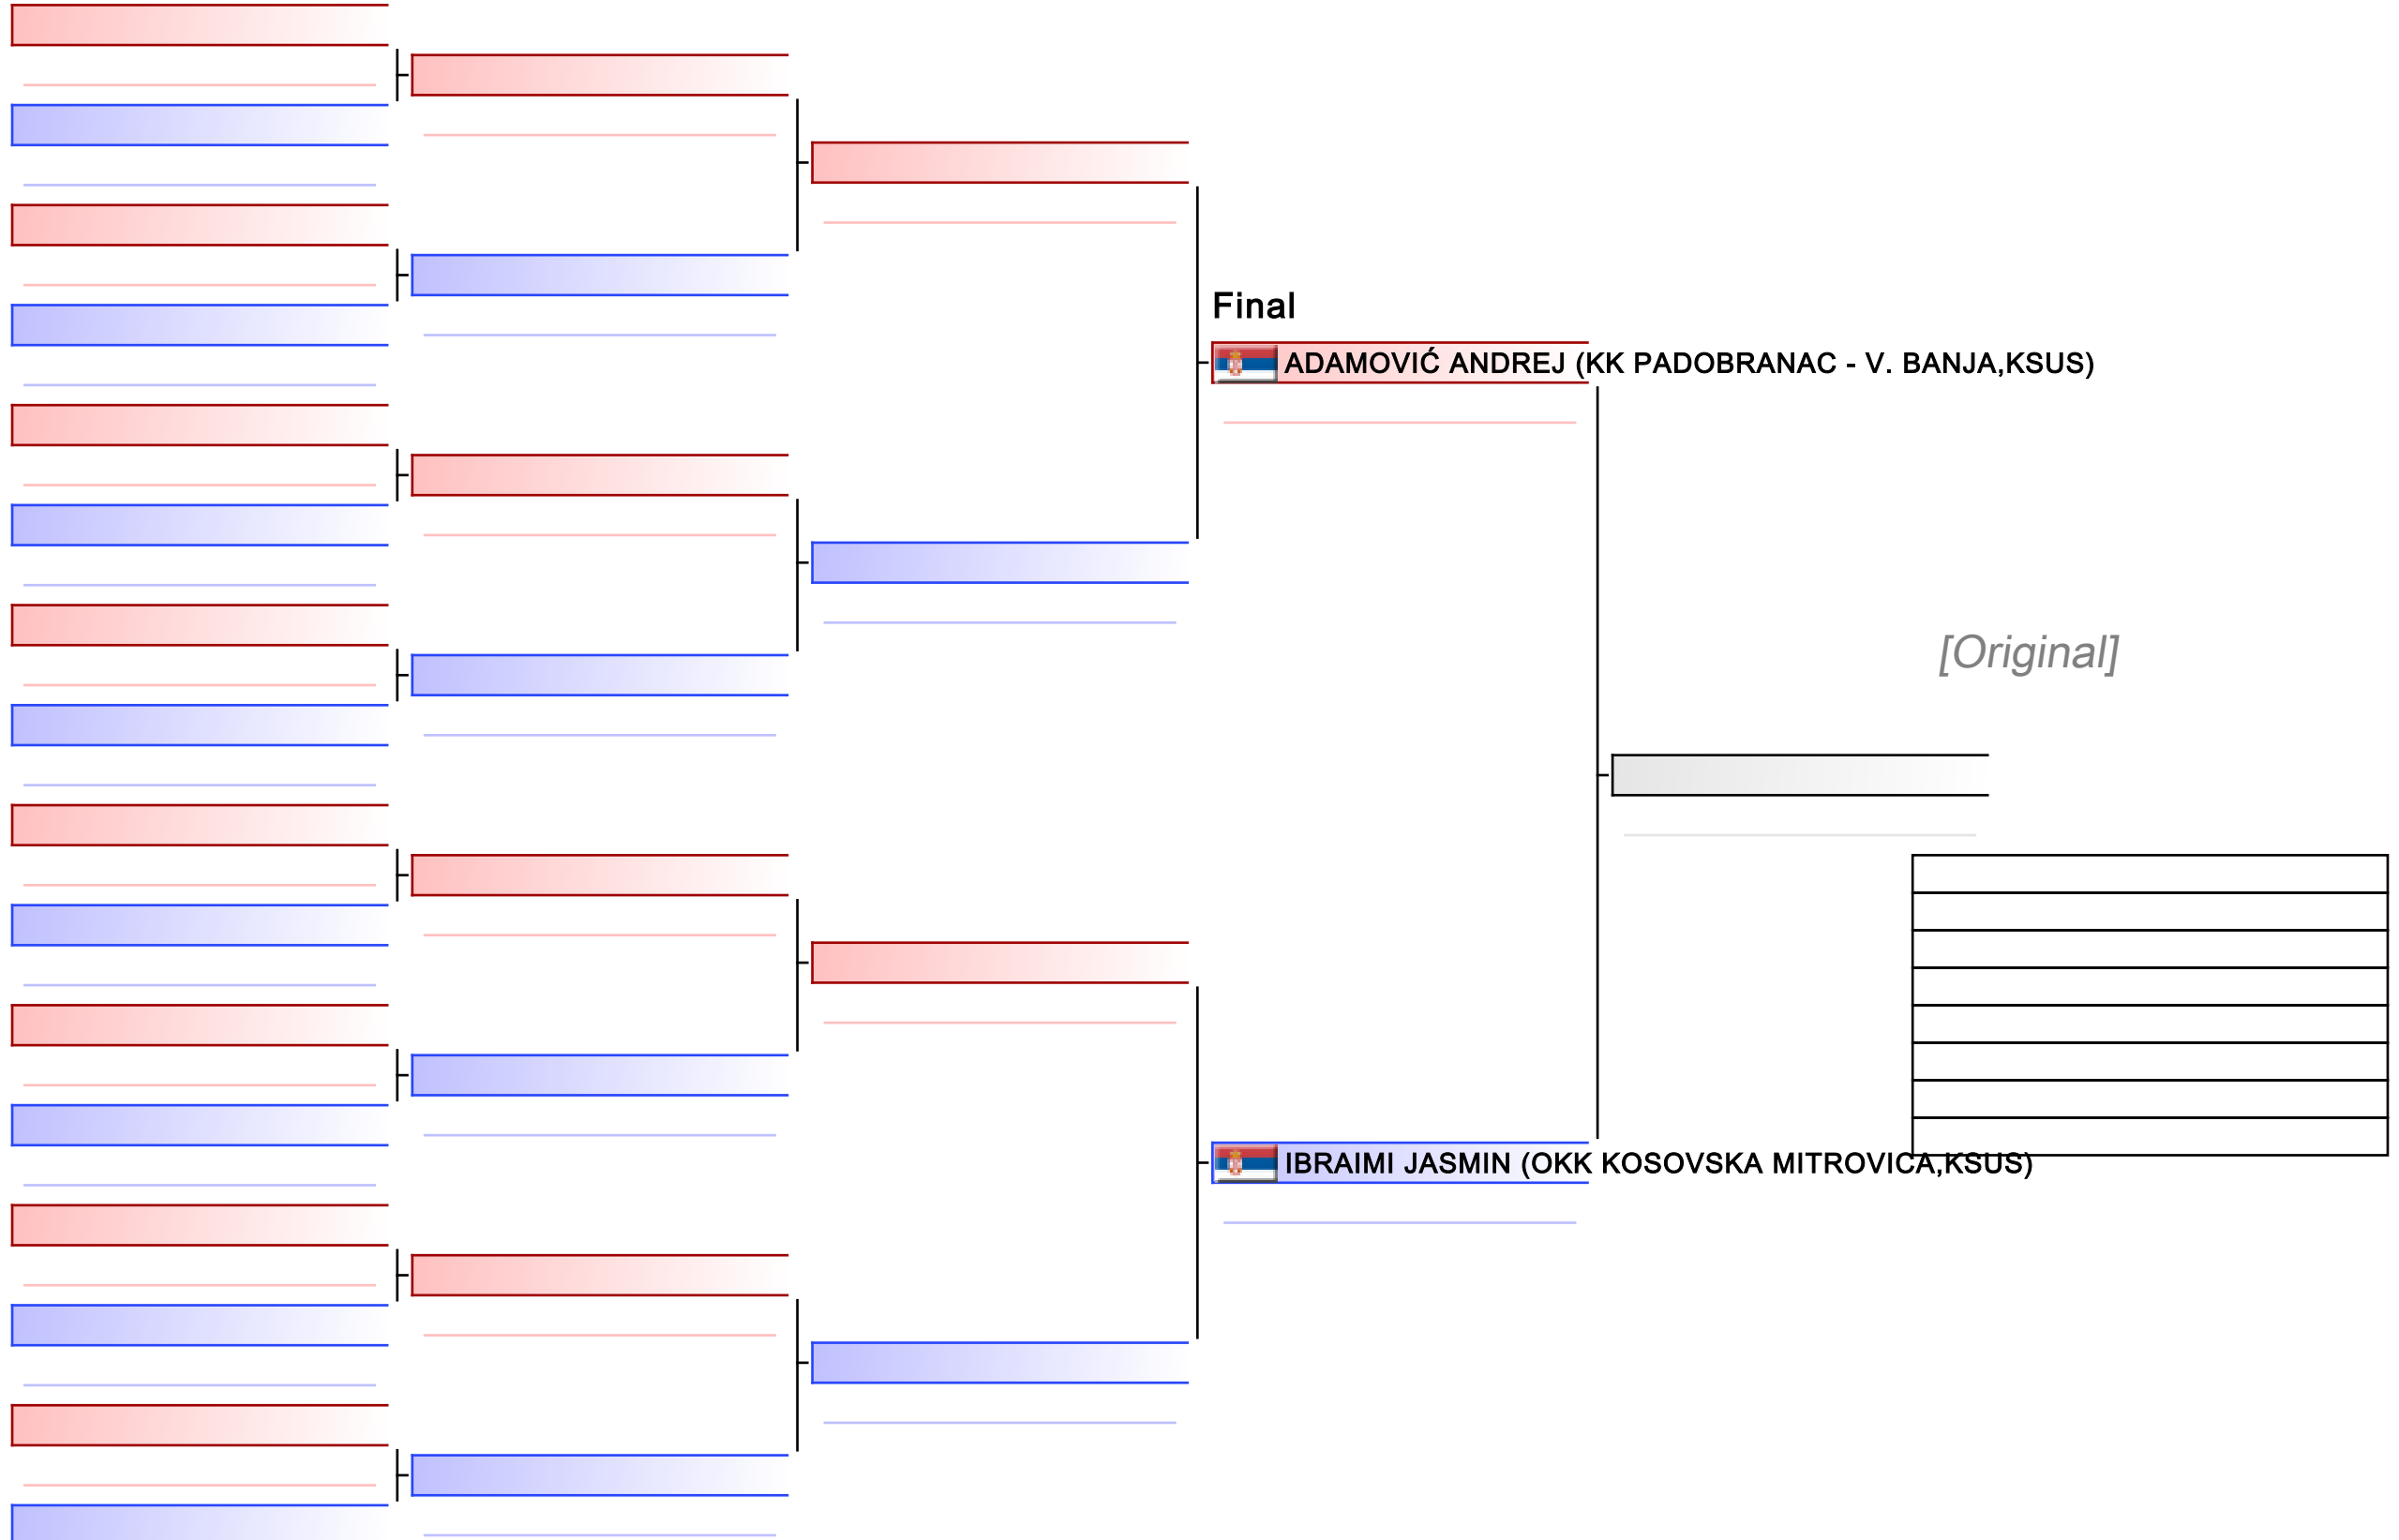 Final
ADAMOVIĆ ANDREJ (KK PADOBRANAC - V. BANJA,KSUS)
[Original]
IBRAIMI JASMIN (OKK KOSOVSKA MITROVICA,KSUS)